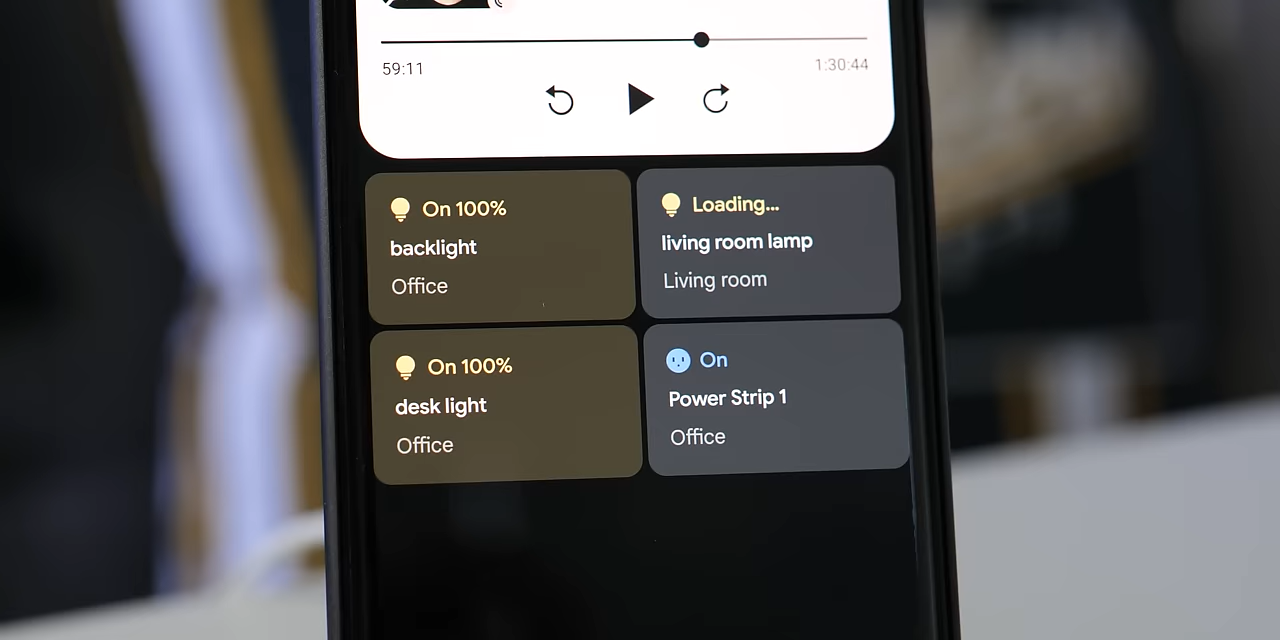 59:11
1:30:44
On 100%
backlight
Office
Loading...
living room lamp
Living room
On 100%
desk light
Office
On
Power Strip 1
Office